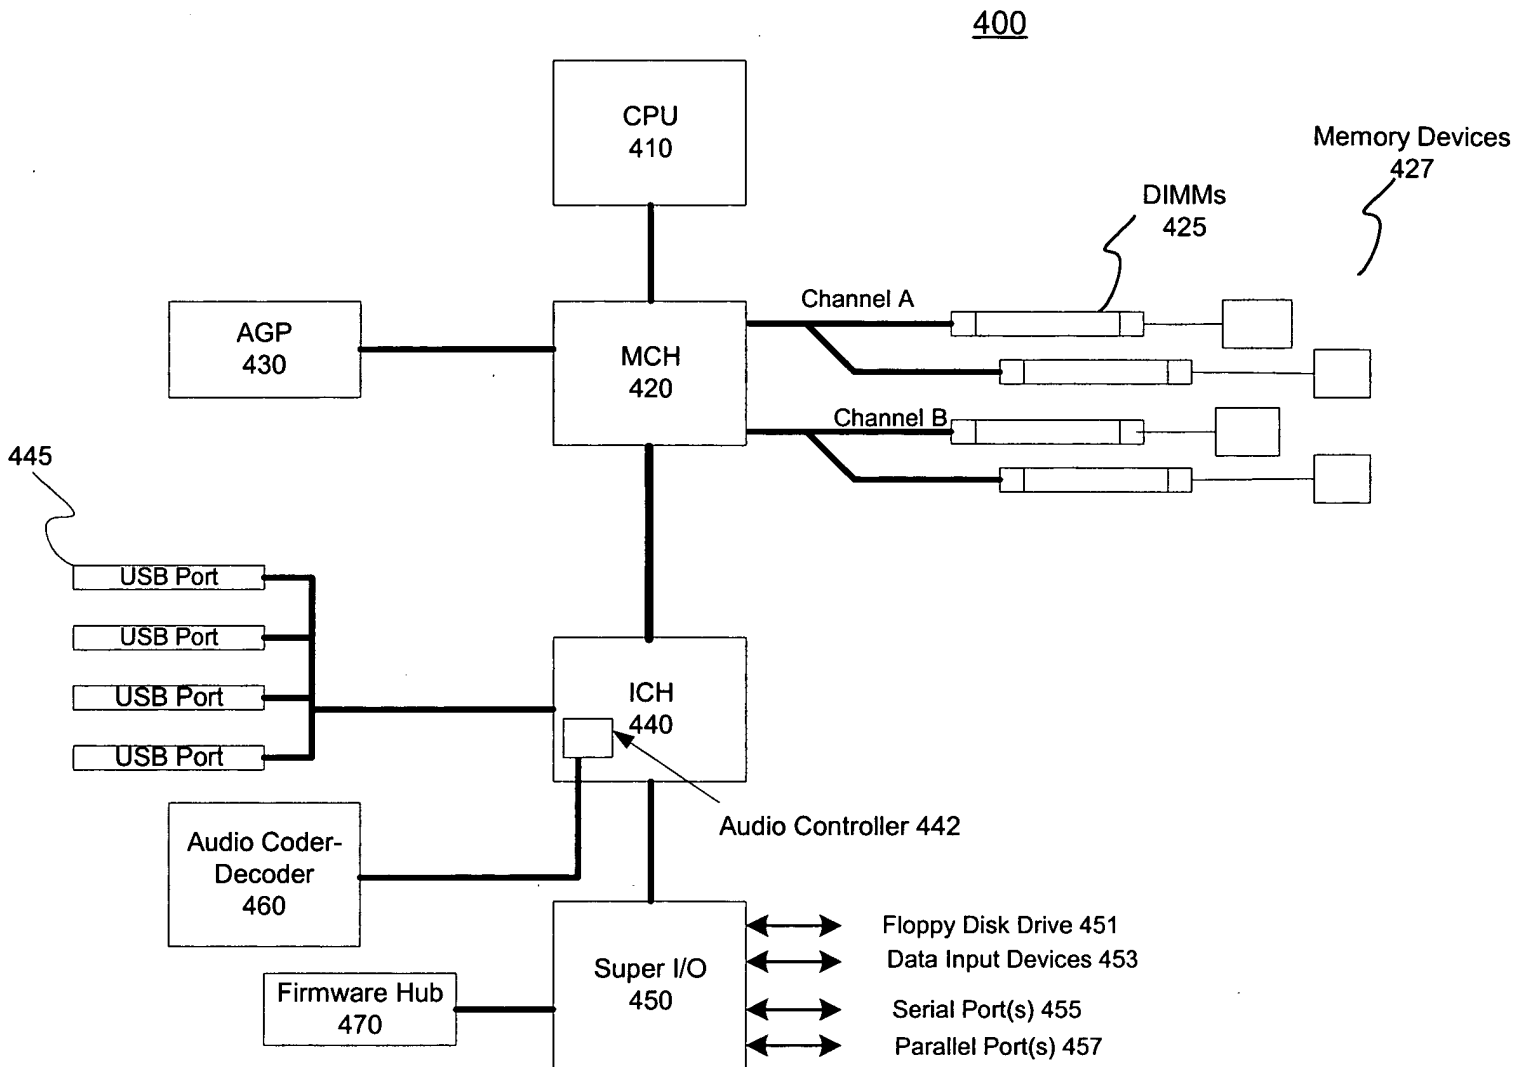 400
CPU
410
Memory Devices
427
DIMMs
425
Channel A
AGP
430
MCH
420
Channel B
445
USB Port
USB Port
USB Port
USB Port
ICH
440
Audio Controller 442
Audio Coder-
Decoder
460
Super I/O
450
Floppy Disk Drive 451
Data Input Devices 453
Serial Port(s) 455
Parallel Port(s) 457
Firmware Hub
470